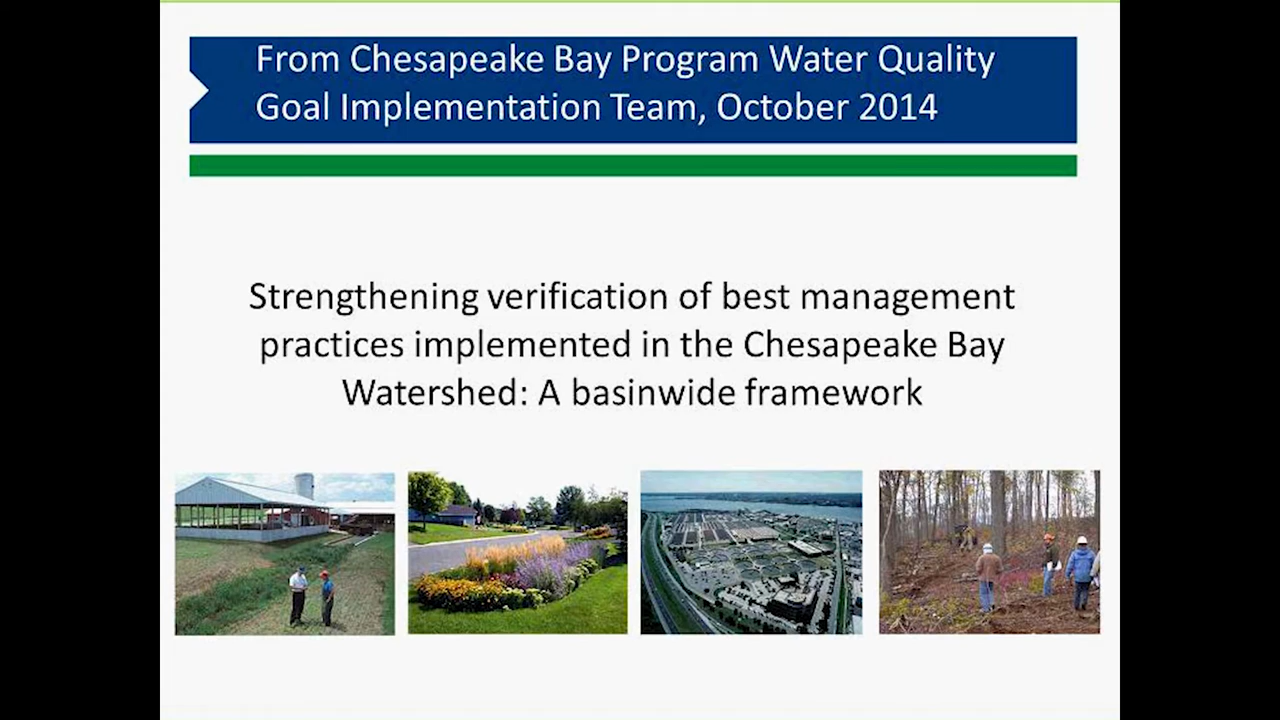 From Chesapeake Bay Program Water Quality
Goal Implementation Team, October 2014
Strengthening verification of best management
practices implemented in the Chesapeake Bay
Watershed: A basinwide framework